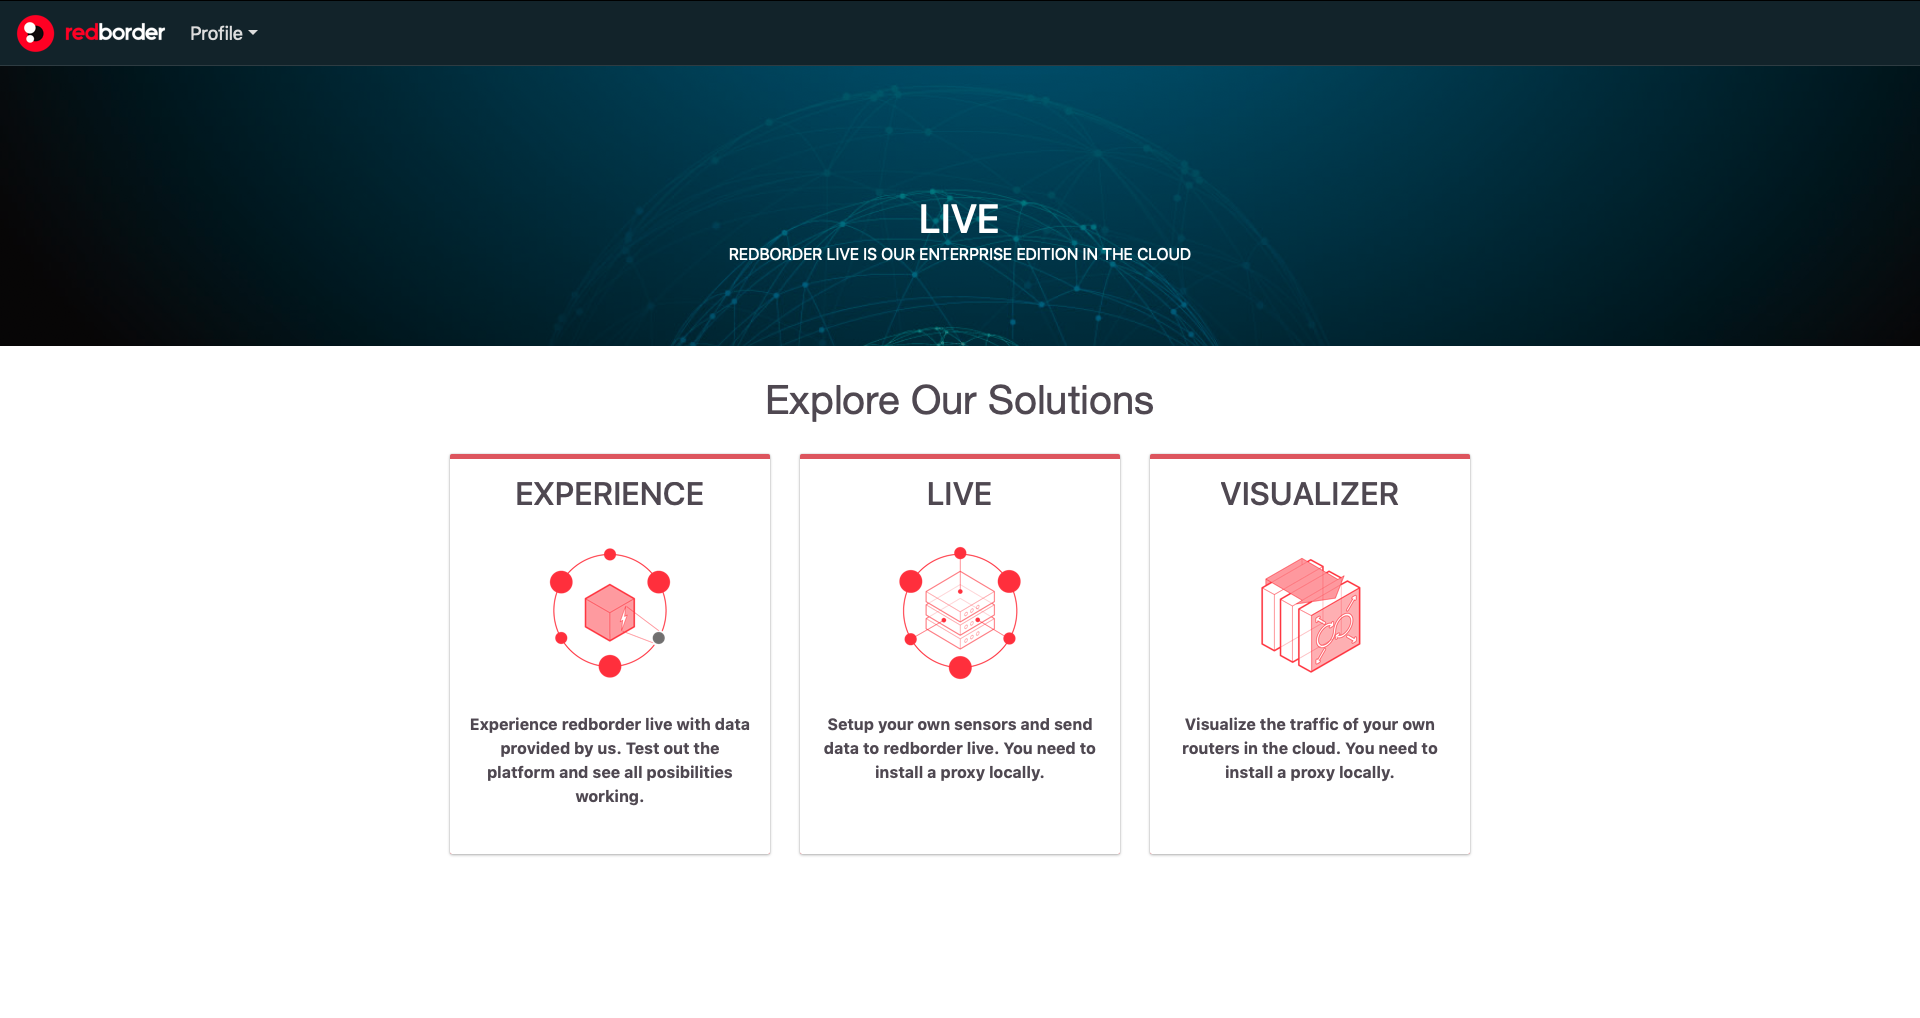 redborder Profile
LIVE
REDBORDER LIVE IS OUR ENTERPRISE EDITION IN THE CLOUD
Explore Our Solutions
EXPERIENCE
Experience redborder live with data
provided by us. Test out the
platform and see all posibilities
working.
LIVE
Setup your own sensors and send
data to redborder live. You need to
install a proxy locally.
VISUALIZER
Visualize the traffic of your own
routers in the cloud. You need to
install a proxy locally.